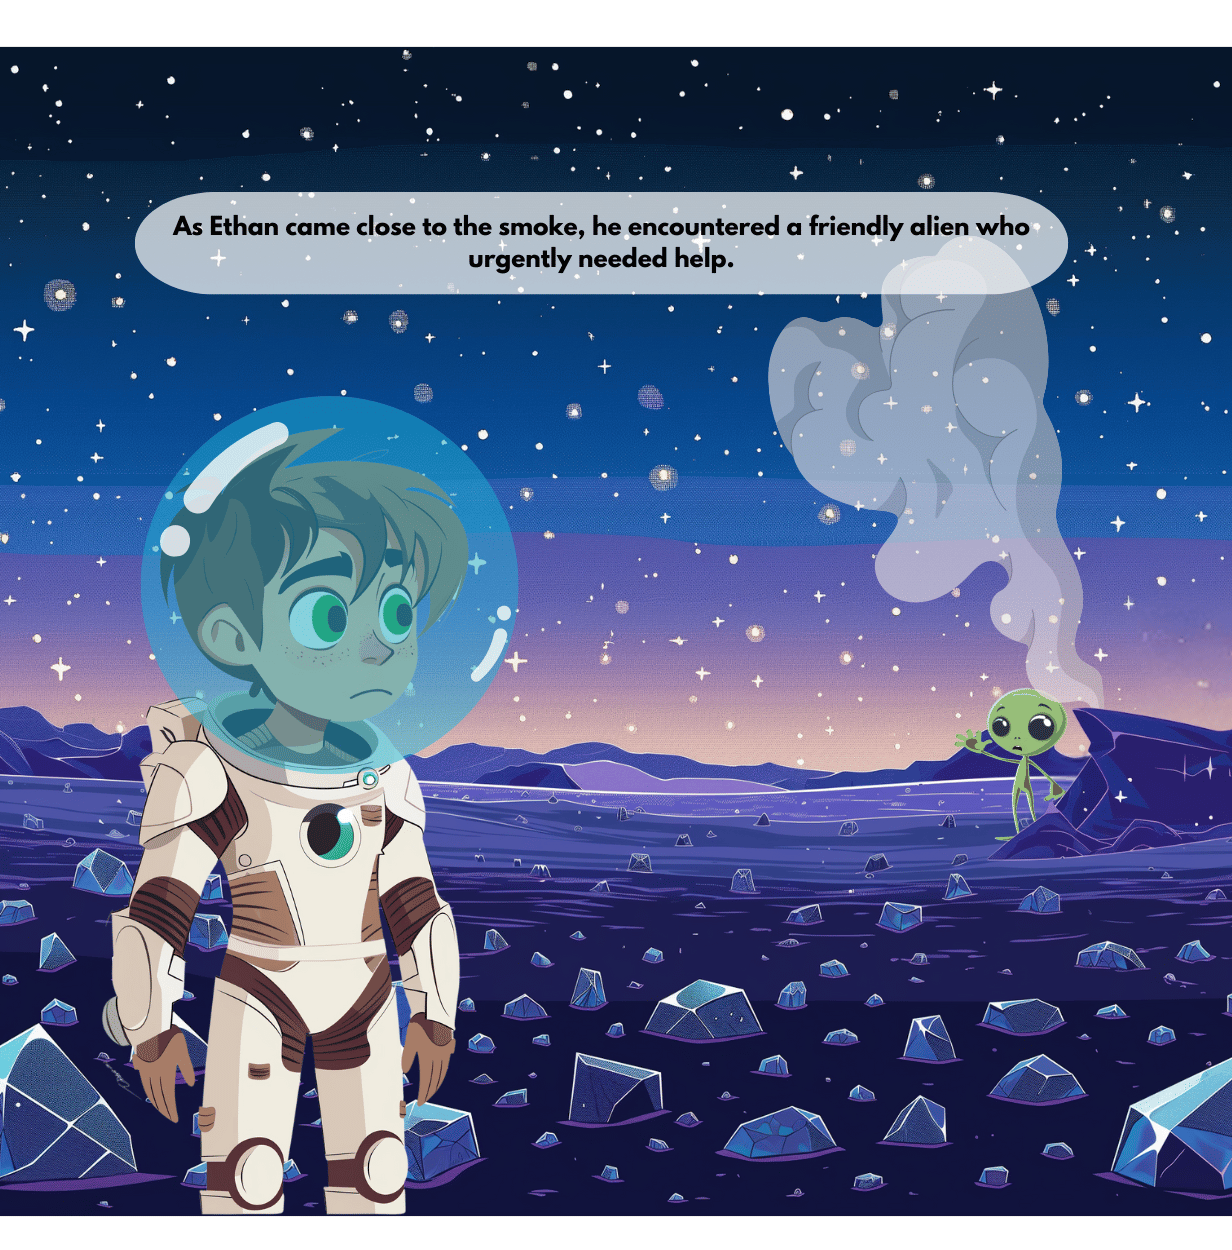 As Ethan came close to the smoke, he encountered a friendly alien who
urgently needed help.